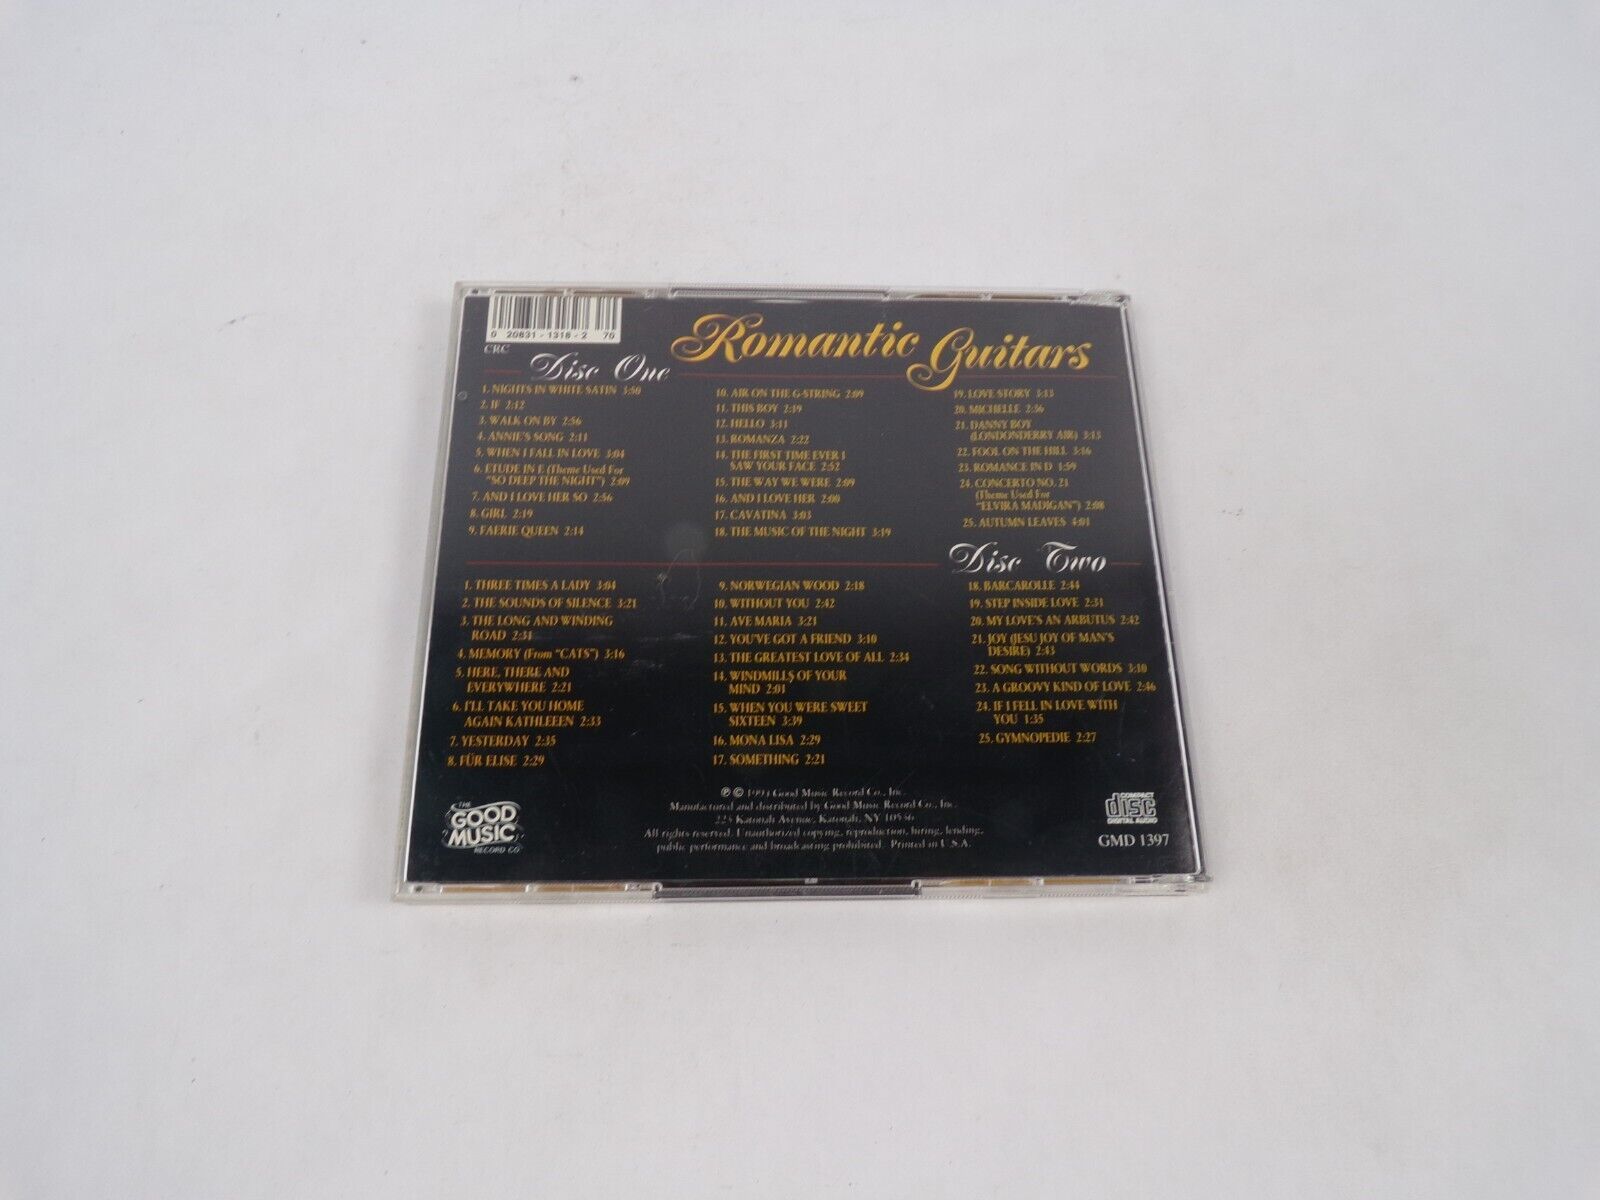 0 20831 - 1318 - 2 70
CRC
Romantic Guitars
Disc One
1. NIGHTS IN WHITE SATIN 3:50
2. IF 2:12
3. WALK ON BY 2:56
4. ANNIE'S SONG 2:11
5. WHEN I FALL IN LOVE 3:04
6. ETUDE IN E (Theme Used For
"SO DEEP THE NIGHT") 2:09
7. AND I LOVE HER SO 2:56
8. GIRL 2:19
9. FAERIE QUEEN 2:14
10. AIR ON THE G-STRING 2:09
11. THIS BOY 2:19
12. HELLO 3:11
13. ROMANZA 2:22
14. THE FIRST TIME EVER I
SAW YOUR FACE 2:52
15. THE WAY WE WERE 2:09
16. AND I LOVE HER 2:00
17. CAVATINA 3:03
18. THE MUSIC OF THE NIGHT 3:19
19. LOVE STORY 3:13
20. MICHELLE 2:36
21. DANNY BOY
(LONDONDERRY AIR) 3:15
22. FOOL ON THE HILL 3:16
23. ROMANCE IN D 1:59
24. CONCERTO NO. 21
(Theme Used For
"ELVIRA MADIGAN") 2:08
25. AUTUMN LEAVES 4:01
Disc Two
1. THREE TIMES A LADY 3:04
2. THE SOUNDS OF SILENCE 3:21
3. THE LONG AND WINDING
ROAD 2:31
4. MEMORY (From "CATS") 3:16
5. HERE, THERE AND
EVERYWHERE 2:21
6. I'LL TAKE YOU HOME
AGAIN KATHLEEEN 2:33
7. YESTERDAY 2:35
8. FÜR ELISE 2:29
9. NORWEGIAN WOOD 2:18
10. WITHOUT YOU 2:42
11. AVE MARIA 3:21
12. YOU'VE GOT A FRIEND 3:10
13. THE GREATEST LOVE OF ALL 2:34
14. WINDMILLS OF YOUR
MIND 2:01
15. WHEN YOU WERE SWEET
SIXTEEN 3:39
16. MONA LISA 2:29
17. SOMETHING 2:21
18. BARCAROLLE 2:44
19. STEP INSIDE LOVE 2:31
20. MY LOVE'S AN ARBUTUS 2:42
21. JOY (JESU JOY OF MAN'S
DESIRE) 2:43
22. SONG WITHOUT WORDS 3:10
23. A GROOVY KIND OF LOVE 2:46
24. IF I FELL IN LOVE WITH
YOU 1:35
25. GYMNOPEDIE 2:27
THE
GOOD
MUSIC
RECORD CO
℗ © Good Music Record Co., Inc.
Manufactured and distributed by Good Music Record Co., Inc.
223 Katonah Avenue, Katonah, NY 10536
All rights reserved. Unauthorized copying, reproduction, hiring, lending,
public performance and broadcasting prohibited. Printed in U.S.A.
COMPACT
disc
DIGITAL AUDIO
GMD 1397